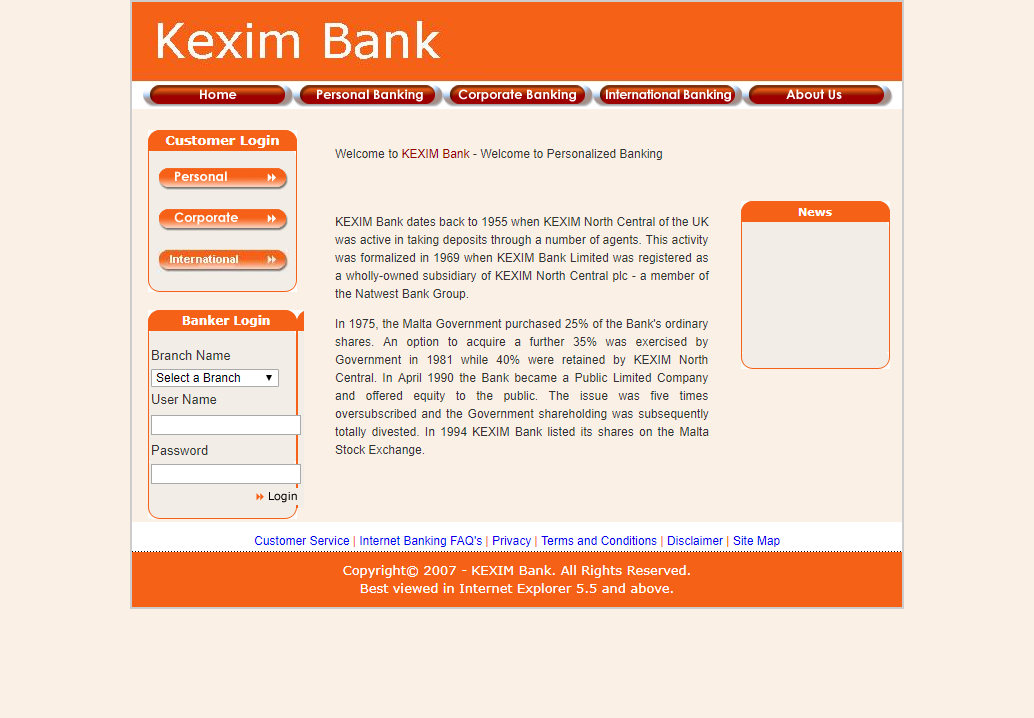 Kexim Bank
Home
Personal Banking
Corporate Banking
International Banking
About Us
Customer Login
Personal
Corporate
International
Banker Login
Branch Name
Select a Branch
User Name
Password
Login
Welcome to KEXIM Bank - Welcome to Personalized Banking
KEXIM Bank dates back to 1955 when KEXIM North Central of the UK
was active in taking deposits through a number of agents. This activity
was formalized in 1969 when KEXIM Bank Limited was registered as
a wholly-owned subsidiary of KEXIM North Central plc - a member of
the Natwest Bank Group.
In 1975, the Malta Government purchased 25% of the Bank's ordinary
shares. An option to acquire a further 35% was exercised by
Government in 1981 while 40% were retained by KEXIM North
Central. In April 1990 the Bank became a Public Limited Company
and offered equity to the public. The issue was five times
oversubscribed and the Government shareholding was subsequently
totally divested. In 1994 KEXIM Bank listed its shares on the Malta
Stock Exchange.
News
Customer Service | Internet Banking FAQ's | Privacy | Terms and Conditions | Disclaimer | Site Map
Copyright© 2007 - KEXIM Bank. All Rights Reserved.
Best viewed in Internet Explorer 5.5 and above.